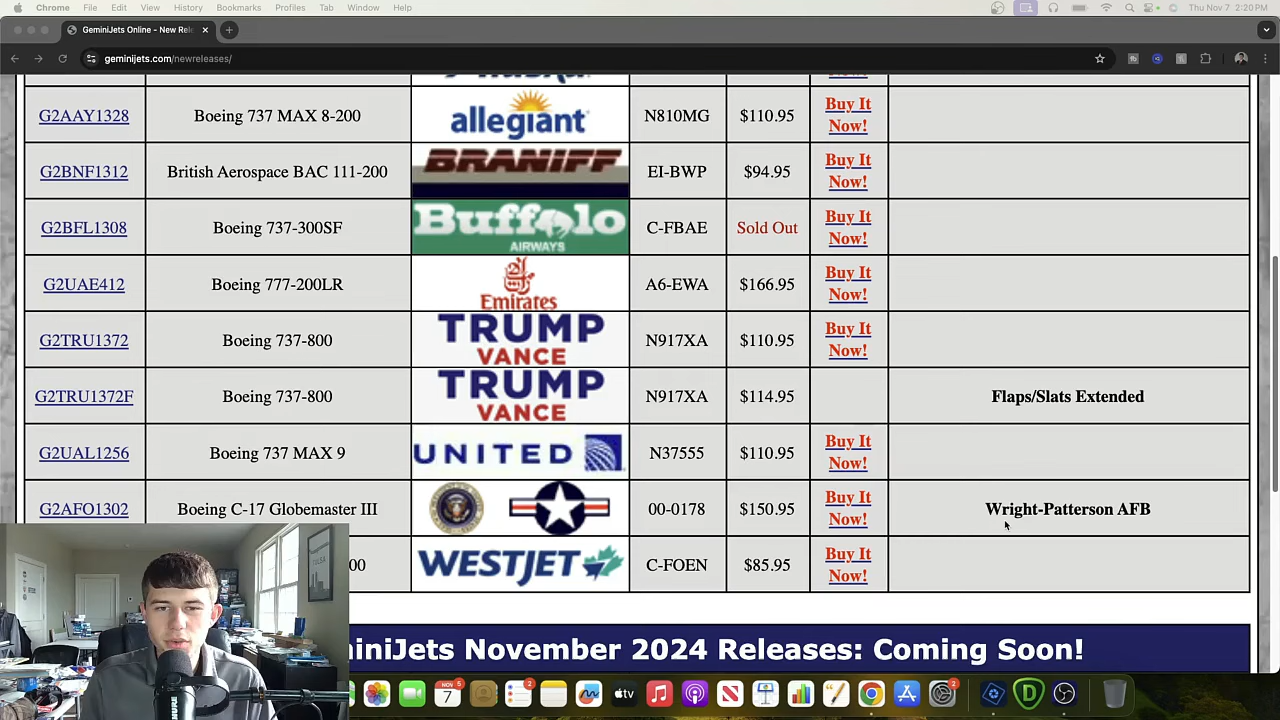 Chrome File Edit View History Bookmarks Profiles Tab Window Help Thu Nov 7 2:20 PM
GeminiJets Online - New Rel
geminijets.com/newreleases/
G2AAY1328 Boeing 737 MAX 8-200 allegiant N810MG $110.95 Buy It
Now!
G2BNF1312 British Aerospace BAC 111-200 BRANIFF EI-BWP $94.95 Buy It
Now!
G2BFL1308 Boeing 737-300SF Buffalo C-FBAE Sold Out Buy It
AIRWAYS Now!
G2UAE412 Boeing 777-200LR Emirates A6-EWA $166.95 Buy It
Now!
G2TRU1372 Boeing 737-800 TRUMP N917XA $110.95 Buy It
VANCE Now!
G2TRU1372F Boeing 737-800 TRUMP N917XA $114.95 Flaps/Slats Extended
VANCE
G2UAL1256 Boeing 737 MAX 9 UNITED N37555 $110.95 Buy It
Now!
G2AFO1302 Boeing C-17 Globemaster III 00-0178 $150.95 Buy It Wright-Patterson AFB
Now!
00 WESTJET C-FOEN $85.95 Buy It
Now!
iniJets November 2024 Releases: Coming Soon!
NOV 7 5 2 tv 2